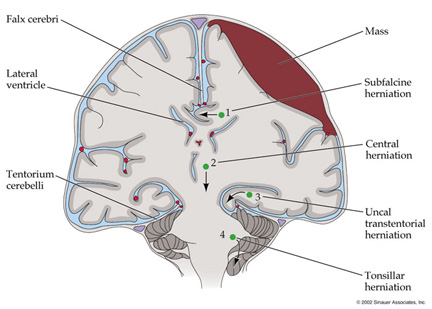 Falx cerebri
Mass
Lateral
ventricle
Subfalcine
herniation
1
Central
herniation
2
Tentorium
cerebelli
3
Uncal
transtentorial
herniation
4
Tonsillar
herniation
© 2002 Sinauer Associates, Inc.